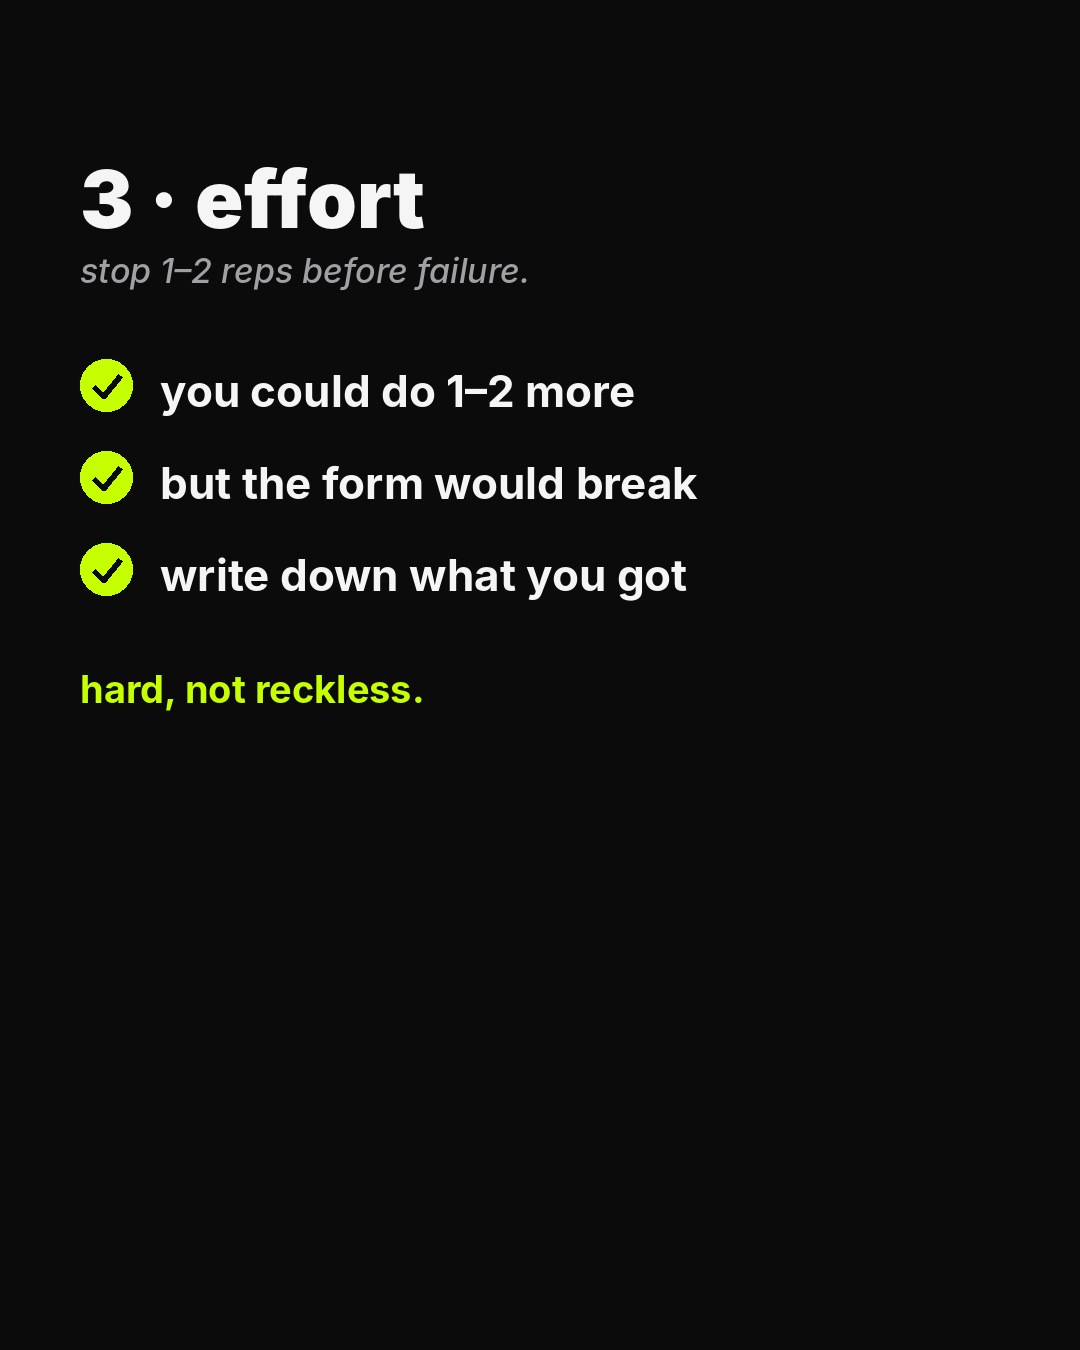 3 · effort
stop 1–2 reps before failure.
you could do 1–2 more
but the form would break
write down what you got
hard, not reckless.